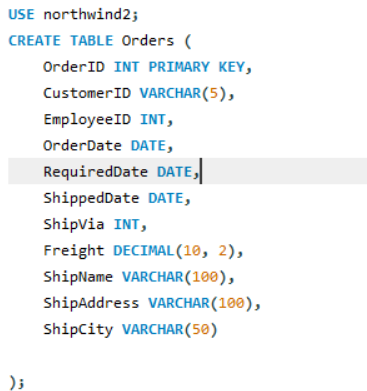 USE northwind2;
CREATE TABLE Orders (
    OrderID INT PRIMARY KEY,
    CustomerID VARCHAR(5),
    EmployeeID INT,
    OrderDate DATE,
    RequiredDate DATE,
    ShippedDate DATE,
    ShipVia INT,
    Freight DECIMAL(10, 2),
    ShipName VARCHAR(100),
    ShipAddress VARCHAR(100),
    ShipCity VARCHAR(50)
);